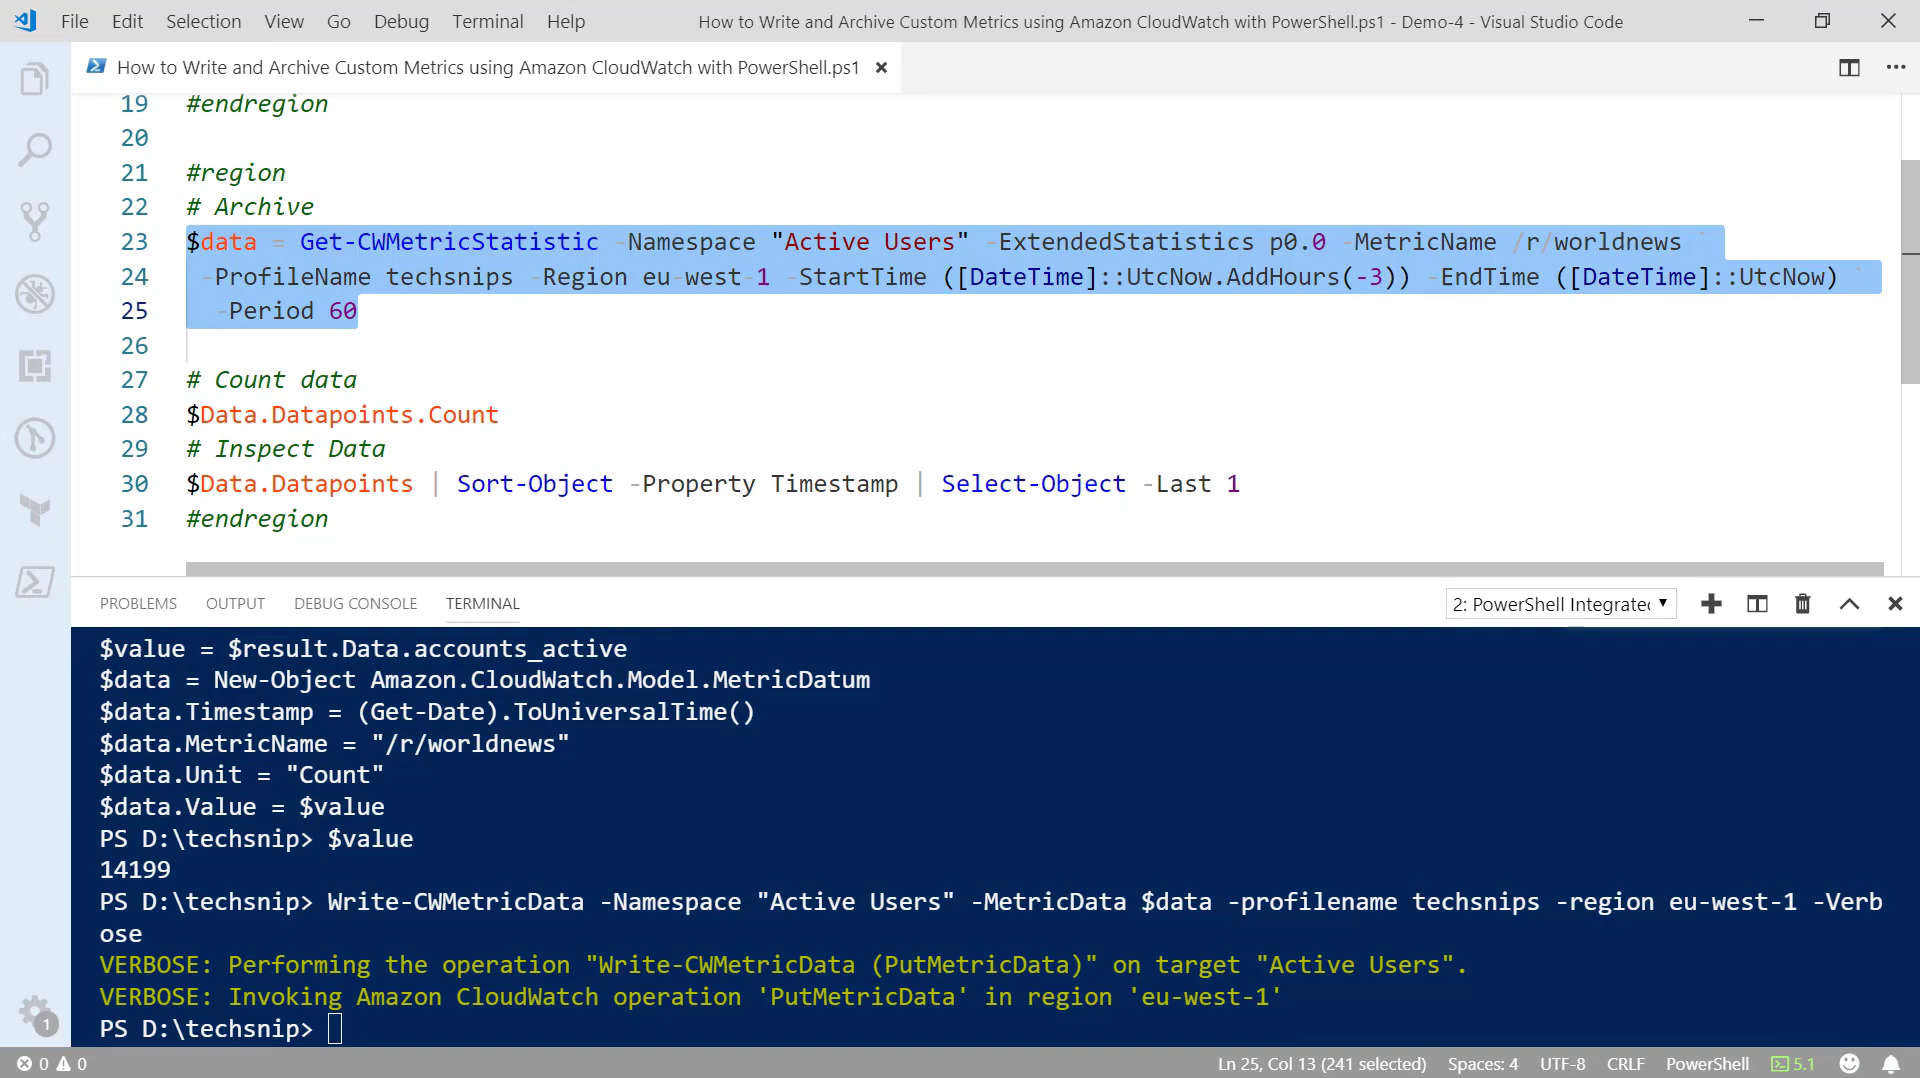 File Edit Selection View Go Debug Terminal Help How to Write and Archive Custom Metrics using Amazon CloudWatch with PowerShell.ps1 - Demo-4 - Visual Studio Code
How to Write and Archive Custom Metrics using Amazon CloudWatch with PowerShell.ps1
19 #endregion
20
21 #region
22 # Archive
23 $data = Get-CWMetricStatistic -Namespace "Active Users" -ExtendedStatistics p0.0 -MetricName /r/worldnews `
24 -ProfileName techsnips -Region eu-west-1 -StartTime ([DateTime]::UtcNow.AddHours(-3)) -EndTime ([DateTime]::UtcNow) `
25 -Period 60
26
27 # Count data
28 $Data.Datapoints.Count
29 # Inspect Data
30 $Data.Datapoints | Sort-Object -Property Timestamp | Select-Object -Last 1
31 #endregion
PROBLEMS OUTPUT DEBUG CONSOLE TERMINAL 2: PowerShell Integrated
$value = $result.Data.accounts_active
$data = New-Object Amazon.CloudWatch.Model.MetricDatum
$data.Timestamp = (Get-Date).ToUniversalTime()
$data.MetricName = "/r/worldnews"
$data.Unit = "Count"
$data.Value = $value
PS D:\techsnip> $value
14199
PS D:\techsnip> Write-CWMetricData -Namespace "Active Users" -MetricData $data -profilename techsnips -region eu-west-1 -Verb
ose
VERBOSE: Performing the operation "Write-CWMetricData (PutMetricData)" on target "Active Users".
VERBOSE: Invoking Amazon CloudWatch operation 'PutMetricData' in region 'eu-west-1'
PS D:\techsnip>
1
0 0 Ln 25, Col 13 (241 selected) Spaces: 4 UTF-8 CRLF PowerShell 5.1